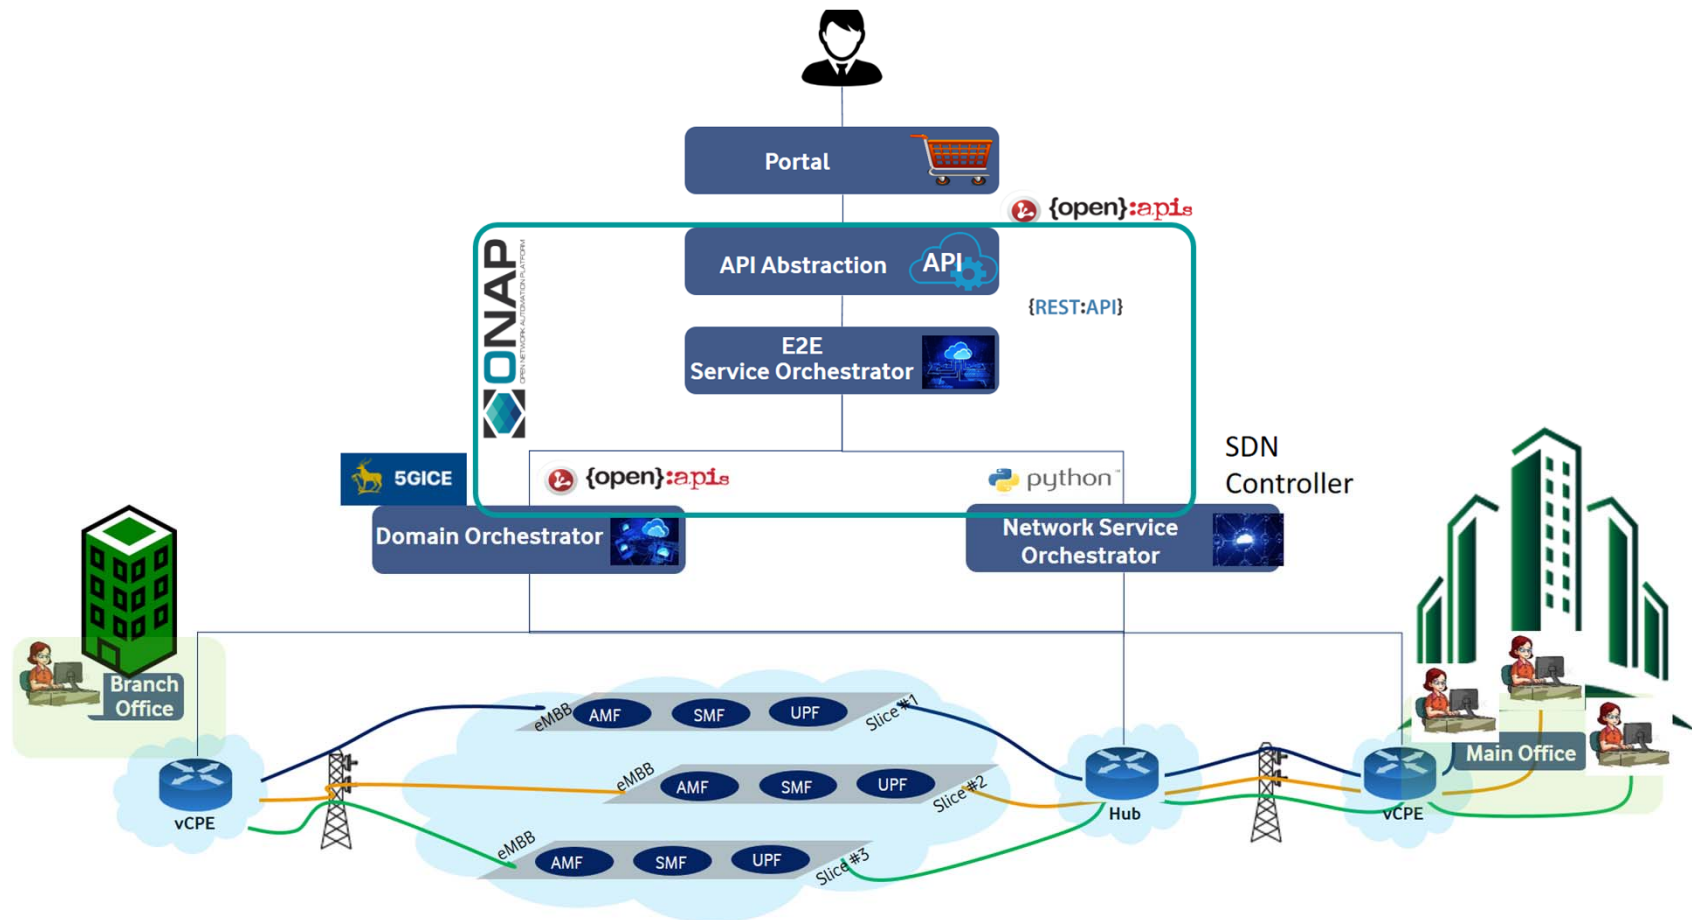 Portal
{open}:apis
API Abstraction
API
ONAP
OPEN NETWORK AUTOMATION PLATFORM
{REST:API}
E2E
Service Orchestrator
SDN
Controller
5GICE
{open}:apis
python
Domain Orchestrator
Network Service
Orchestrator
Branch
Office
Main Office
eMBB
AMF
SMF
UPF
Slice #1
eMBB
AMF
SMF
UPF
Slice #2
eMBB
AMF
SMF
UPF
Slice #3
vCPE
Hub
vCPE